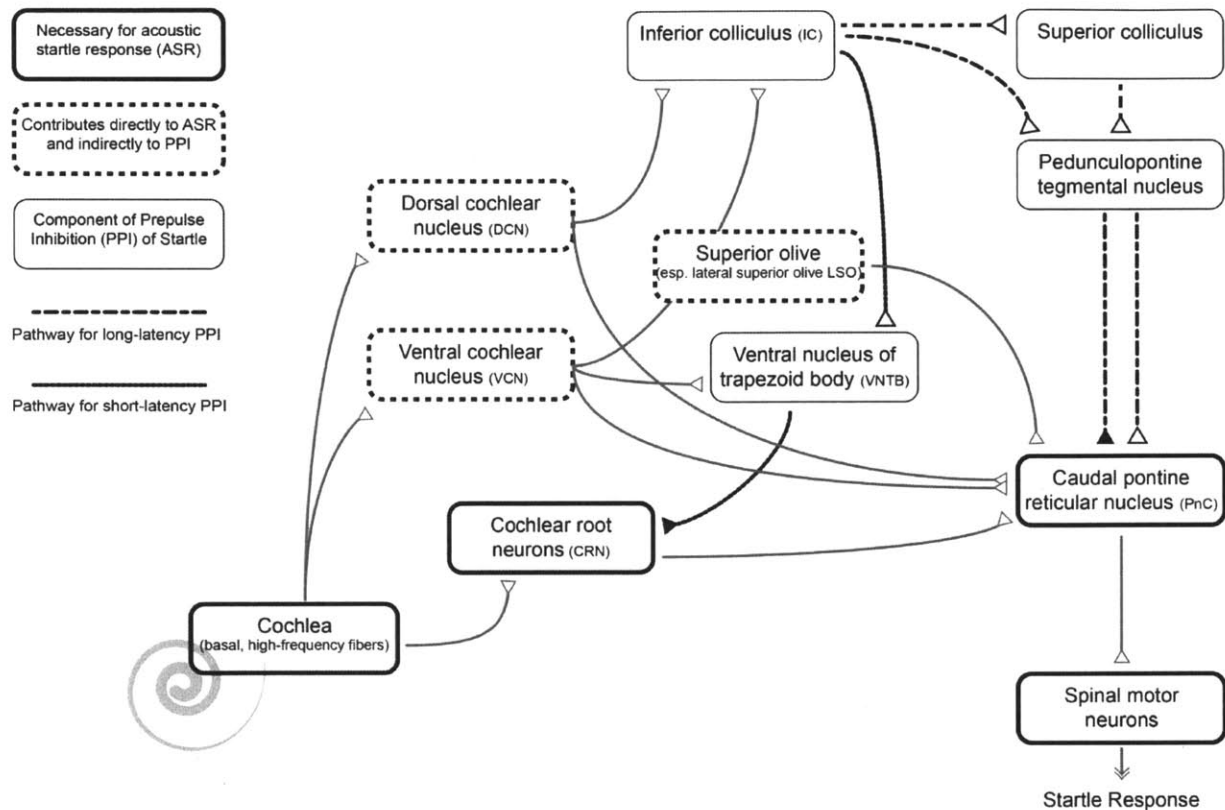 Necessary for acoustic
startle response (ASR)
Contributes directly to ASR
and indirectly to PPI
Component of Prepulse
Inhibition (PPI) of Startle
Pathway for long-latency PPI
Pathway for short-latency PPI
Inferior colliculus (IC)
Superior colliculus
Pedunculopontine
tegmental nucleus
Dorsal cochlear
nucleus (DCN)
Superior olive
(esp. lateral superior olive LSO)
Ventral cochlear
nucleus (VCN)
Ventral nucleus of
trapezoid body (VNTB)
Caudal pontine
reticular nucleus (PnC)
Cochlear root
neurons (CRN)
Cochlea
(basal, high-frequency fibers)
Spinal motor
neurons
Startle Response